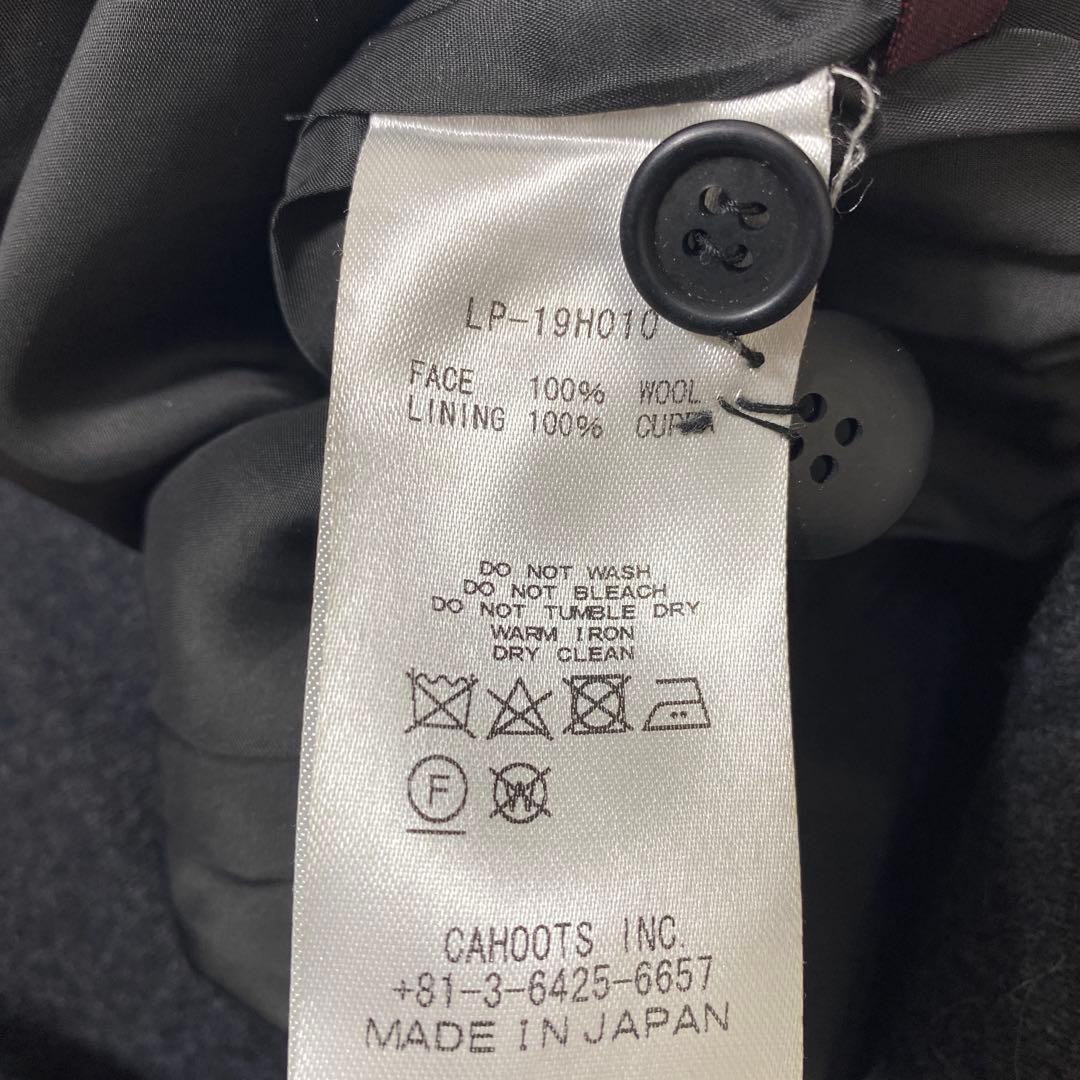 LP-19H010
FACE 100% WOOL
LINING 100%
DO NOT WASH
DO NOT BLEACH
DO NOT TUMBLE DRY
WARM IRON
DRY CLEAN
F W
CAHOOTS INC.
+81-3-6425-6657
MADE IN JAPAN